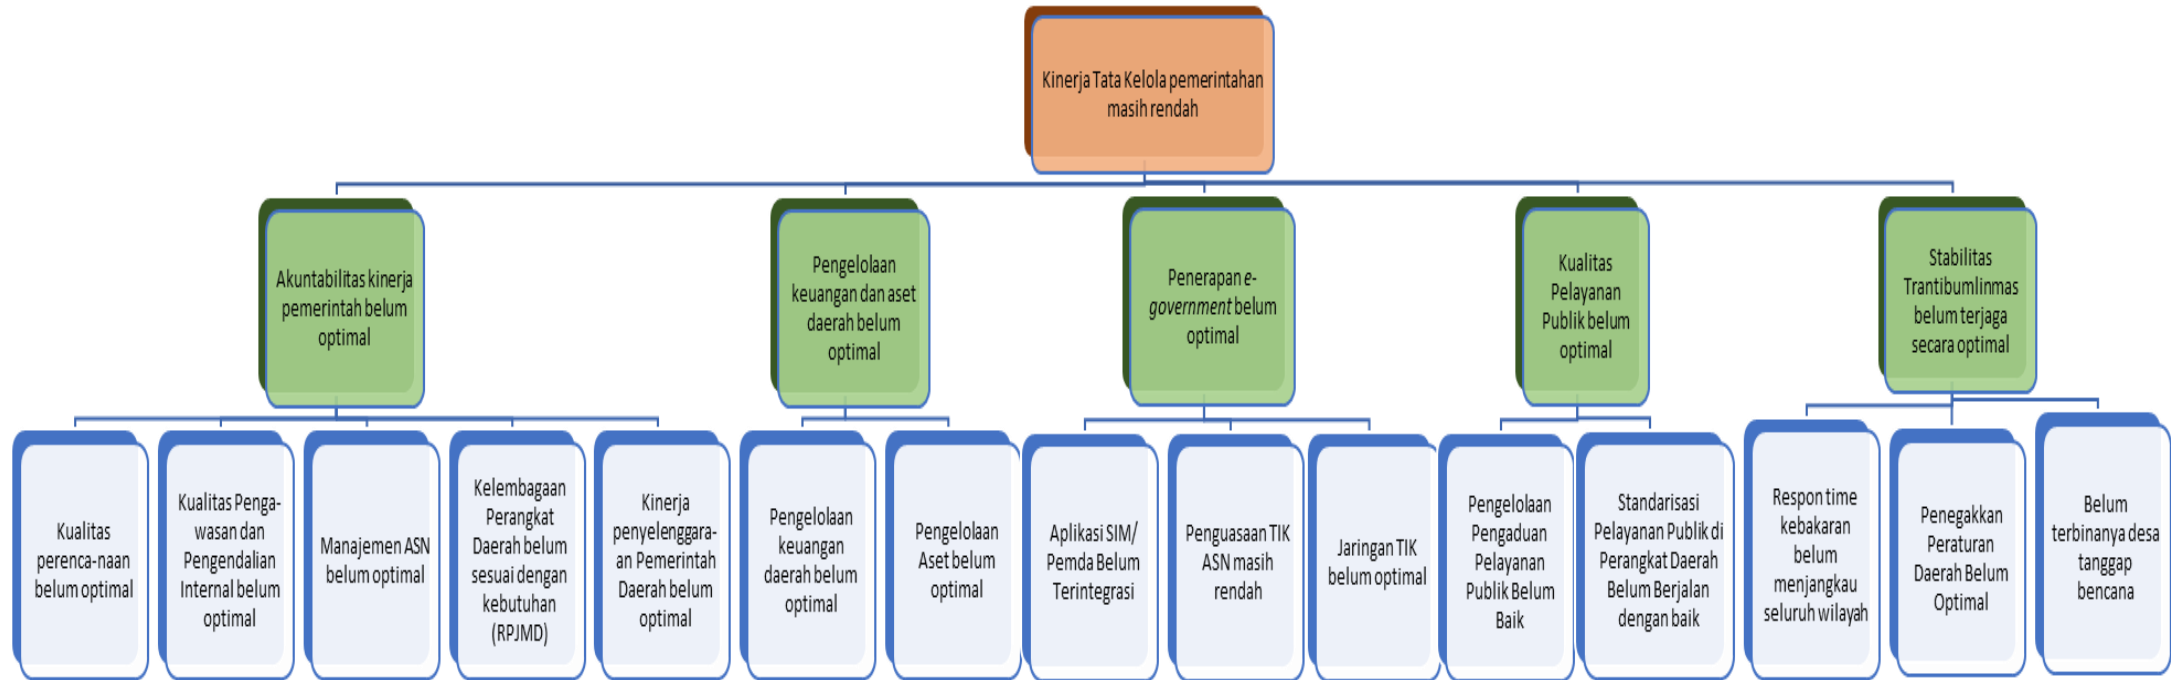 Kinerja Tata Kelola pemerintahan
masih rendah
Akuntabilitas kinerja
pemerintah belum
optimal
Pengelolaan
keuangan dan aset
daerah belum
optimal
Penerapan e-
government belum
optimal
Kualitas
Pelayanan
Publik belum
optimal
Stabilitas
Trantibumlinmas
belum terjaga
secara optimal
Kualitas
perenca-naan
belum optimal
Kualitas Penga-
wasan dan
Pengendalian
Internal belum
optimal
Manajemen ASN
belum optimal
Kelembagaan
Perangkat
Daerah belum
sesuai dengan
kebutuhan
(RPJMD)
Kinerja
penyelenggara-
an Pemerintah
Daerah belum
optimal
Pengelolaan
keuangan
daerah belum
optimal
Pengelolaan
Aset belum
optimal
Aplikasi SIM/
Pemda Belum
Terintegrasi
Penguasaan TIK
ASN masih
rendah
Jaringan TIK
belum optimal
Pengelolaan
Pengaduan
Pelayanan
Publik Belum
Baik
Standarisasi
Pelayanan Publik di
Perangkat Daerah
Belum Berjalan
dengan baik
Respon time
kebakaran
belum
menjangkau
seluruh wilayah
Penegakkan
Peraturan
Daerah Belum
Optimal
Belum
terbinanya desa
tanggap
bencana